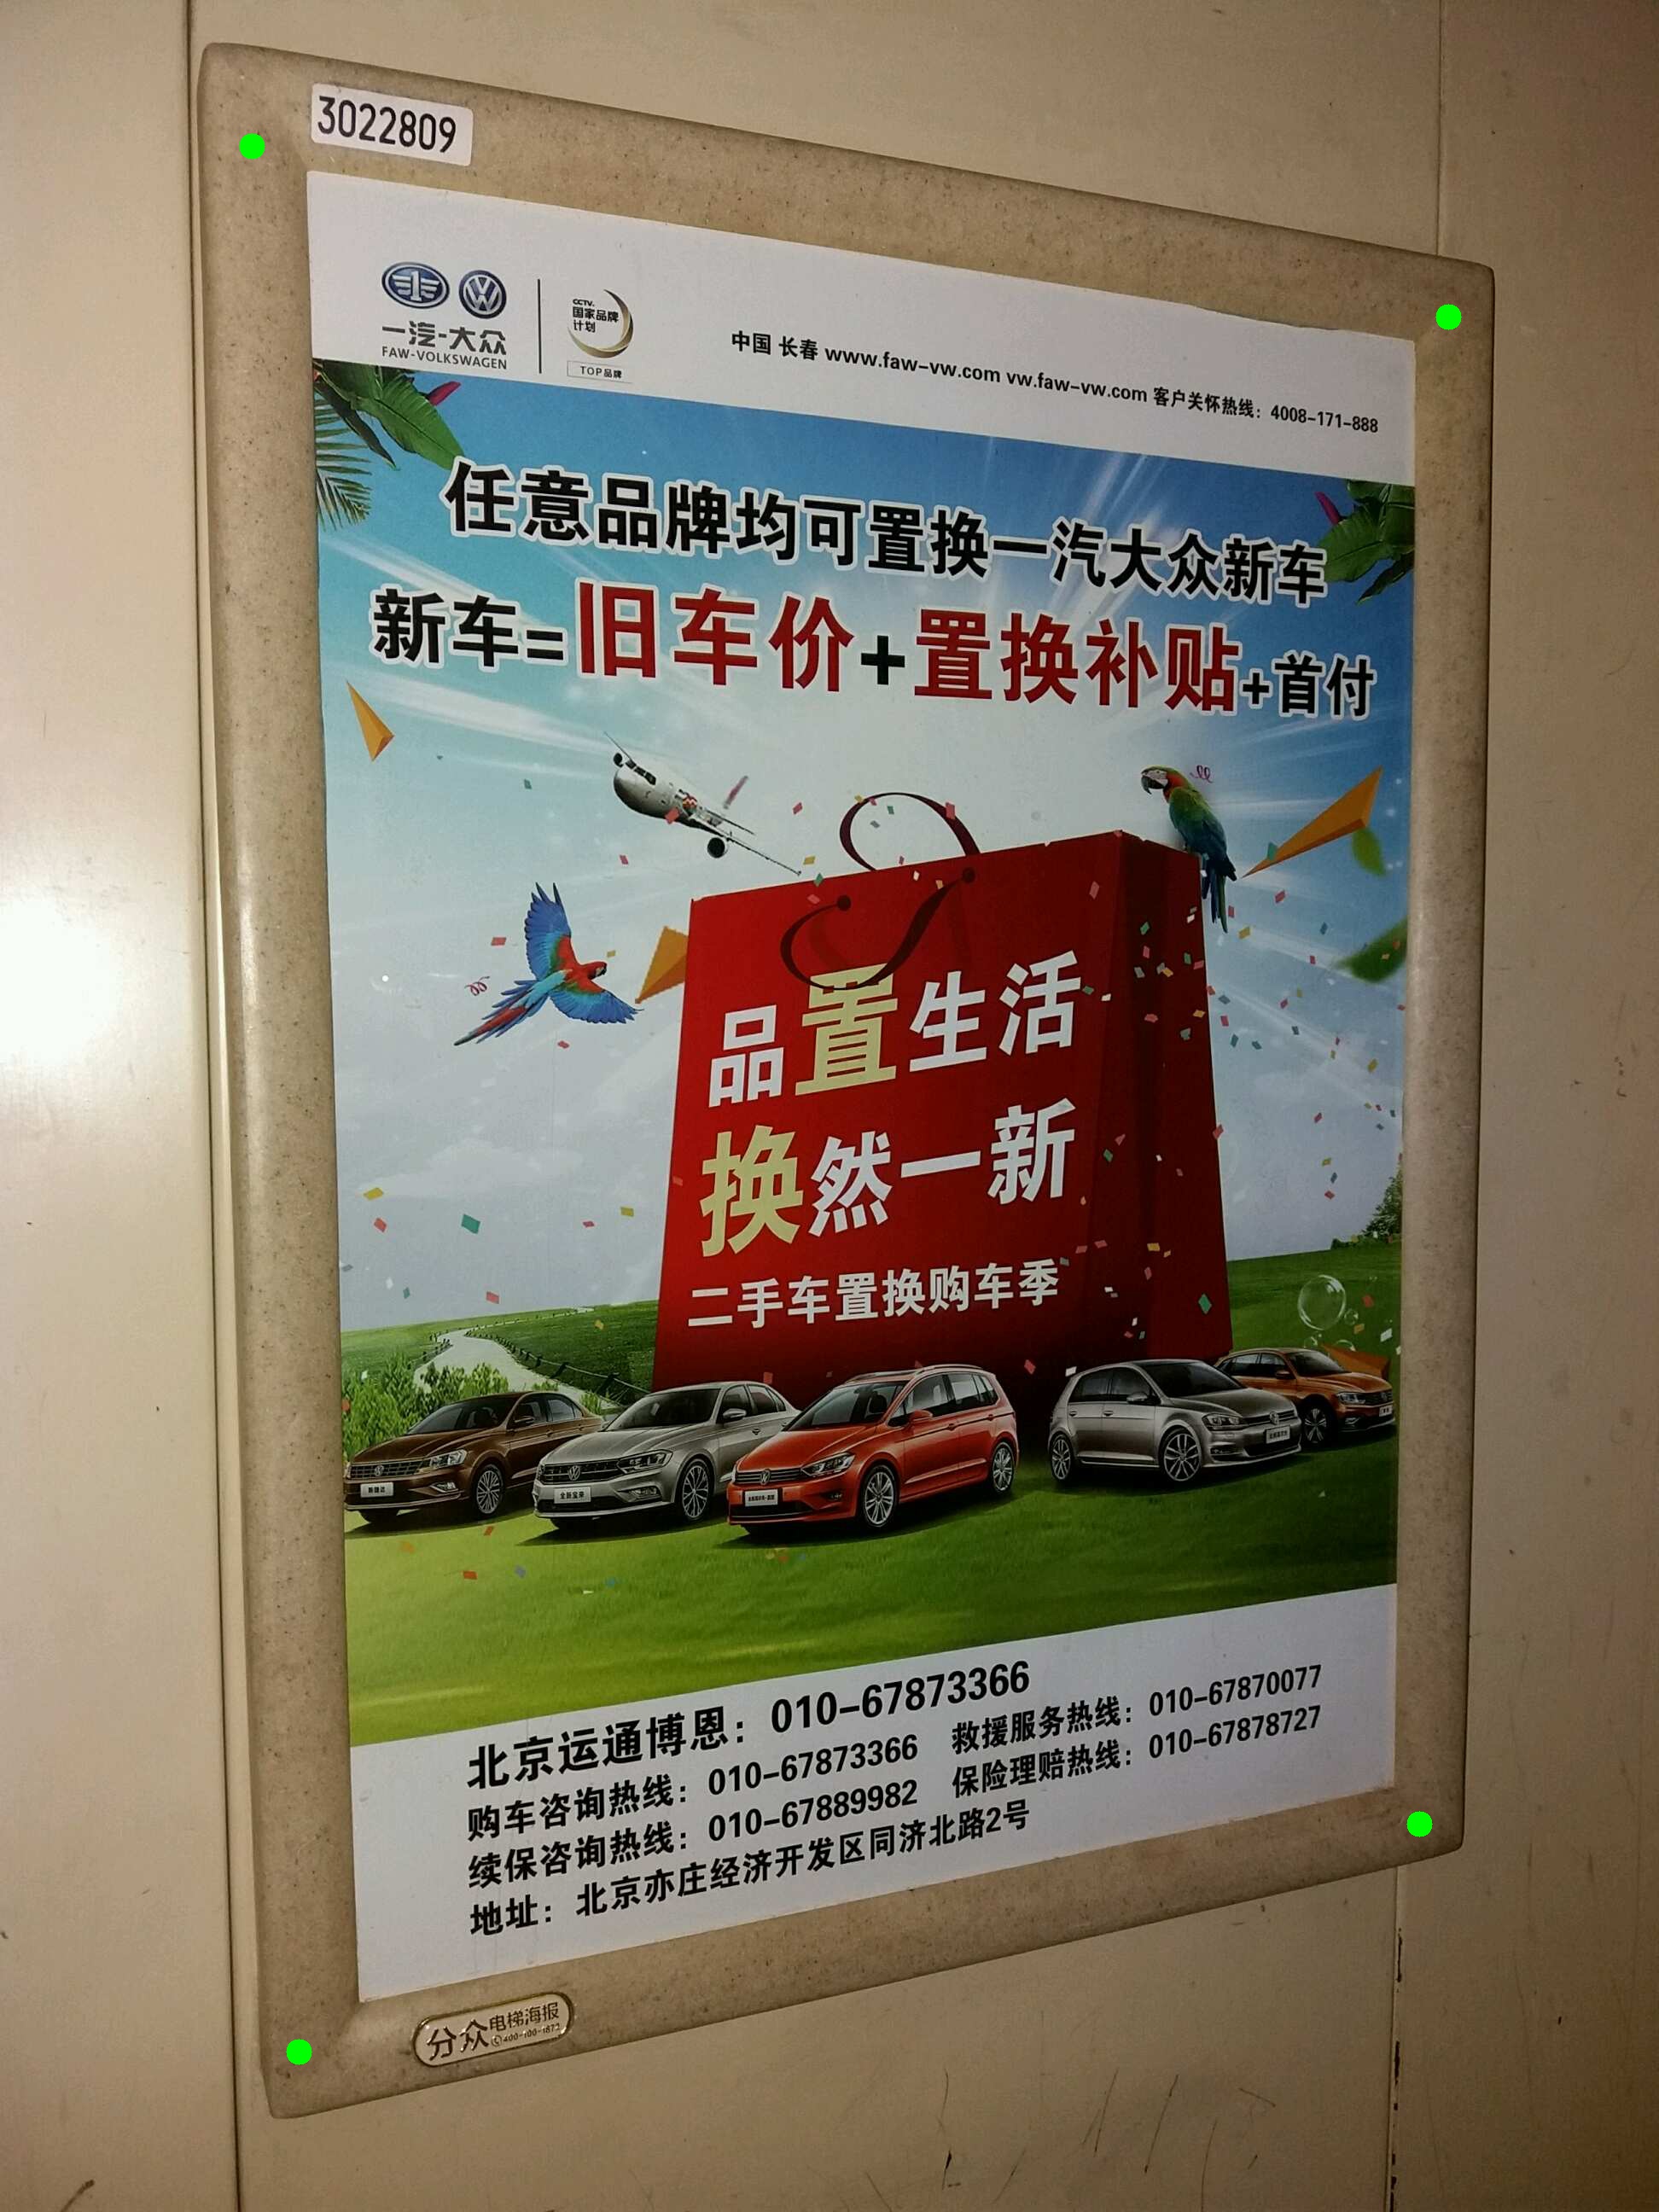 3022809
一汽-大众
FAW-VOLKSWAGEN
CCTV.
国家品牌
计划
TOP品牌
中国 长春 www.faw-vw.com vw.faw-vw.com 客户关怀热线：4008-171-888
任意品牌均可置换一汽大众新车
新车=旧车价+置换补贴+首付
品置生活
换然一新
二手车置换购车季
全新宝来
北京运通博恩：010-67873366
购车咨询热线：010-67873366 救援服务热线：010-67870077
续保咨询热线：010-67889982 保险理赔热线：010-67878727
地址：北京亦庄经济开发区同济北路2号
分众电梯海报
400-100-1872